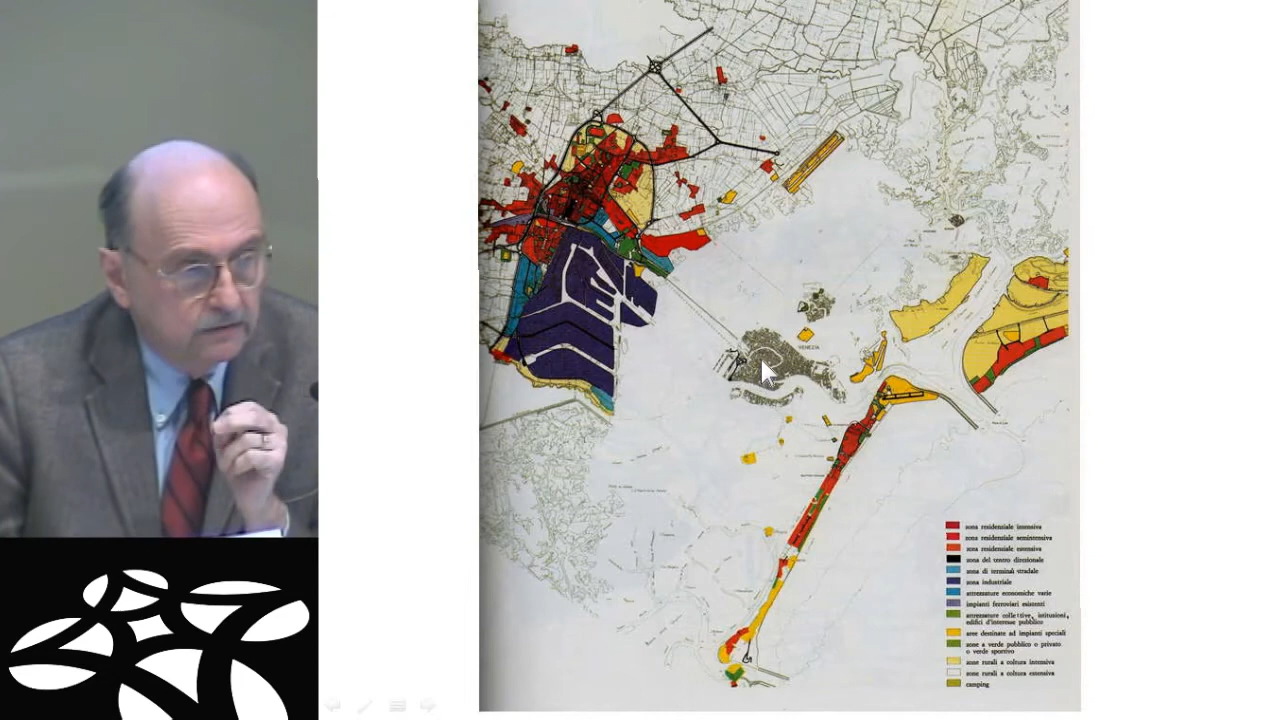 VENEZIA
zona residenziale intensiva
zona residenziale semintensiva
zona residenziale estensiva
zona del centro direzionale
zona di terminal stradale
zona industriale
attrezzature economiche varie
impianti ferroviari esistenti
attrezzature collettive, istituzioni,
edifici d'interesse pubblico
aree destinate ad impianti speciali
zone a verde pubblico o privato
o verde sportivo
zone rurali a coltura intensiva
zone rurali a coltura estensiva
camping